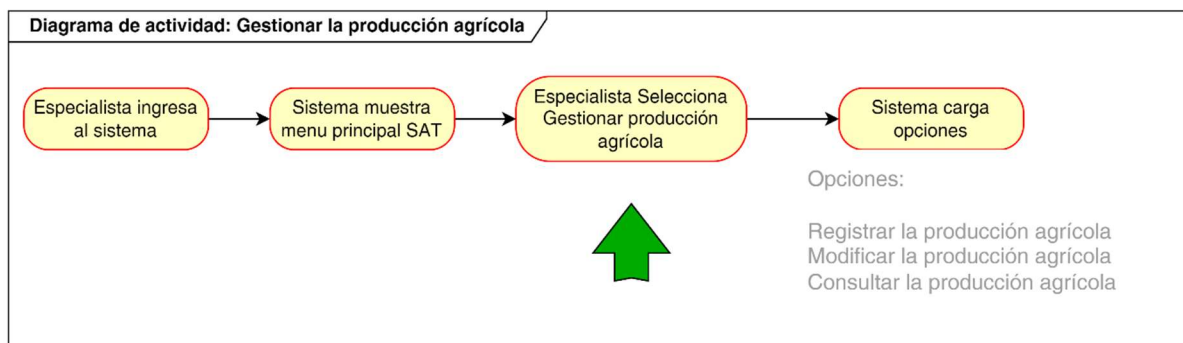 Diagrama de actividad: Gestionar la producción agrícola
Especialista ingresa
al sistema
Sistema muestra
menu principal SAT
Especialista Selecciona
Gestionar producción
agrícola
Sistema carga
opciones
Opciones:
Registrar la producción agrícola
Modificar la producción agrícola
Consultar la producción agrícola